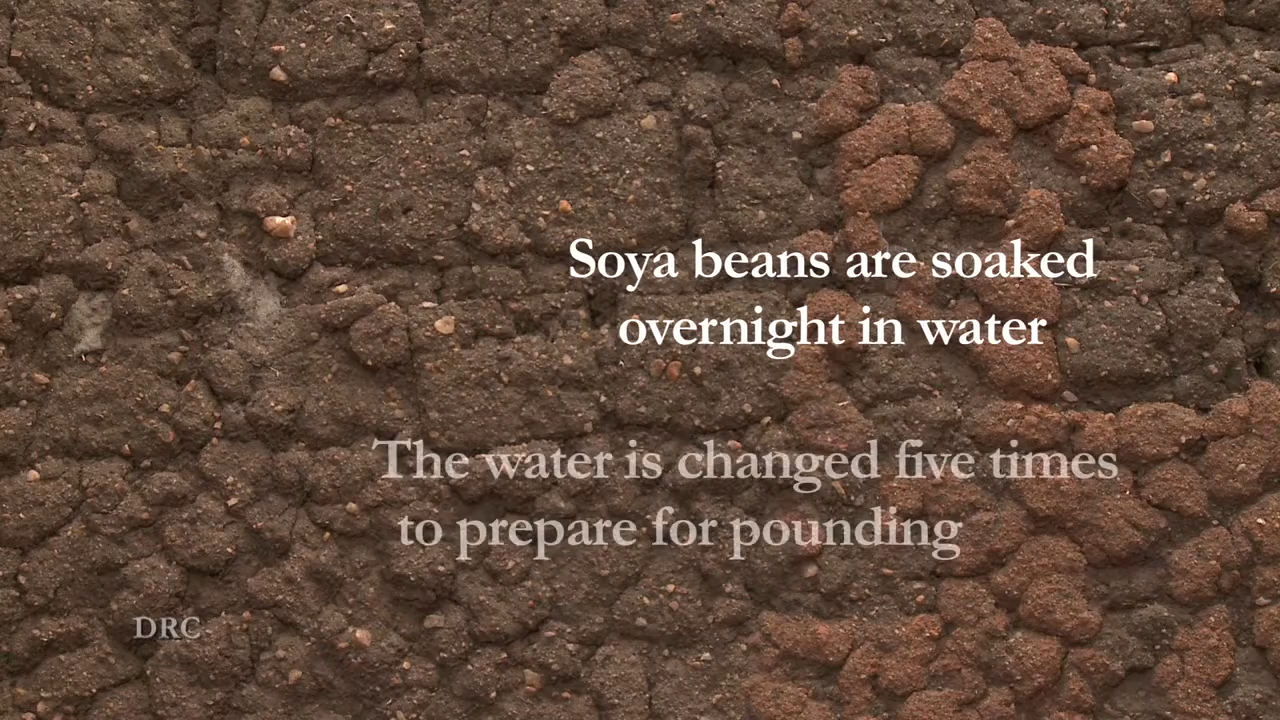 Soya beans are soaked
overnight in water
The water is changed five times
to prepare for pounding
DRC